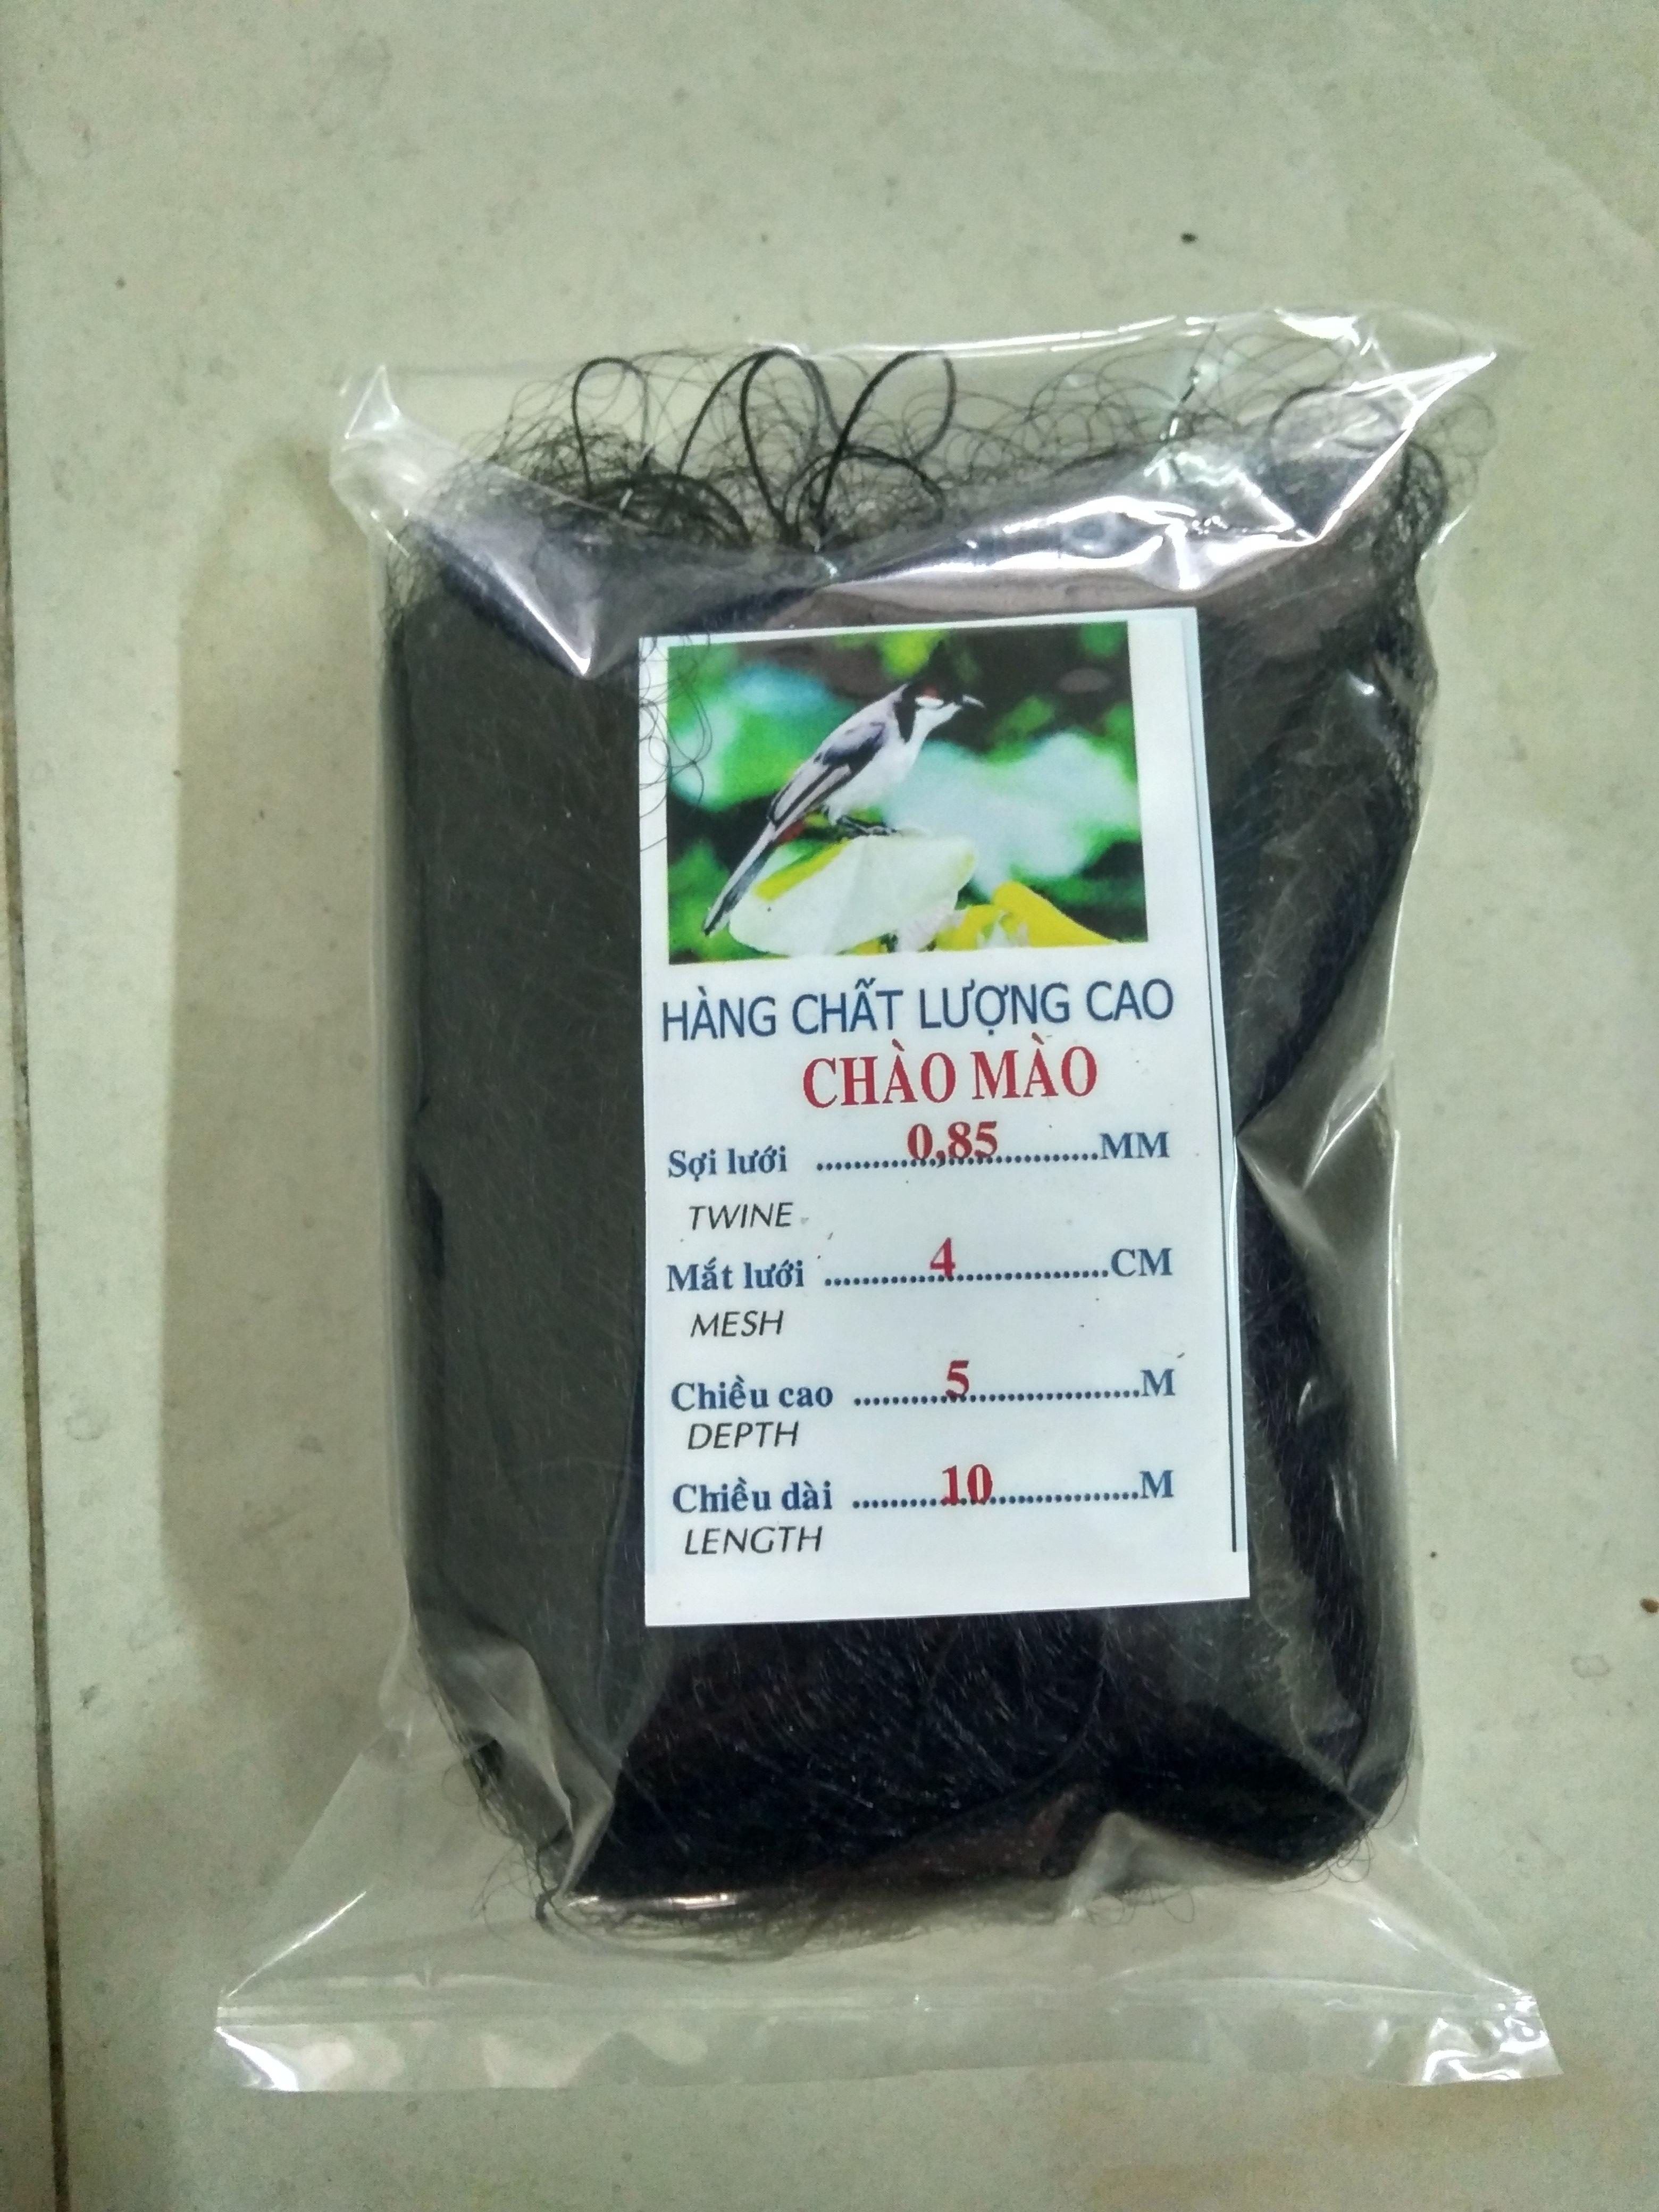 HÀNG CHẤT LƯỢNG CAO
CHÀO MÀO
Sợi lưới ..........0,85..........MM
TWINE
Mắt lưới ..........4..........CM
MESH
Chiều cao ..........5..........M
DEPTH
Chiều dài ..........10..........M
LENGTH